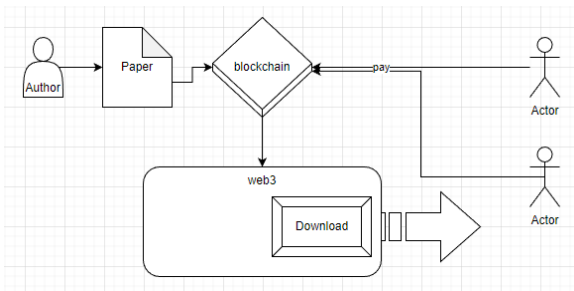 Author
Paper
blockchain
pay
Actor
Actor
web3
Download